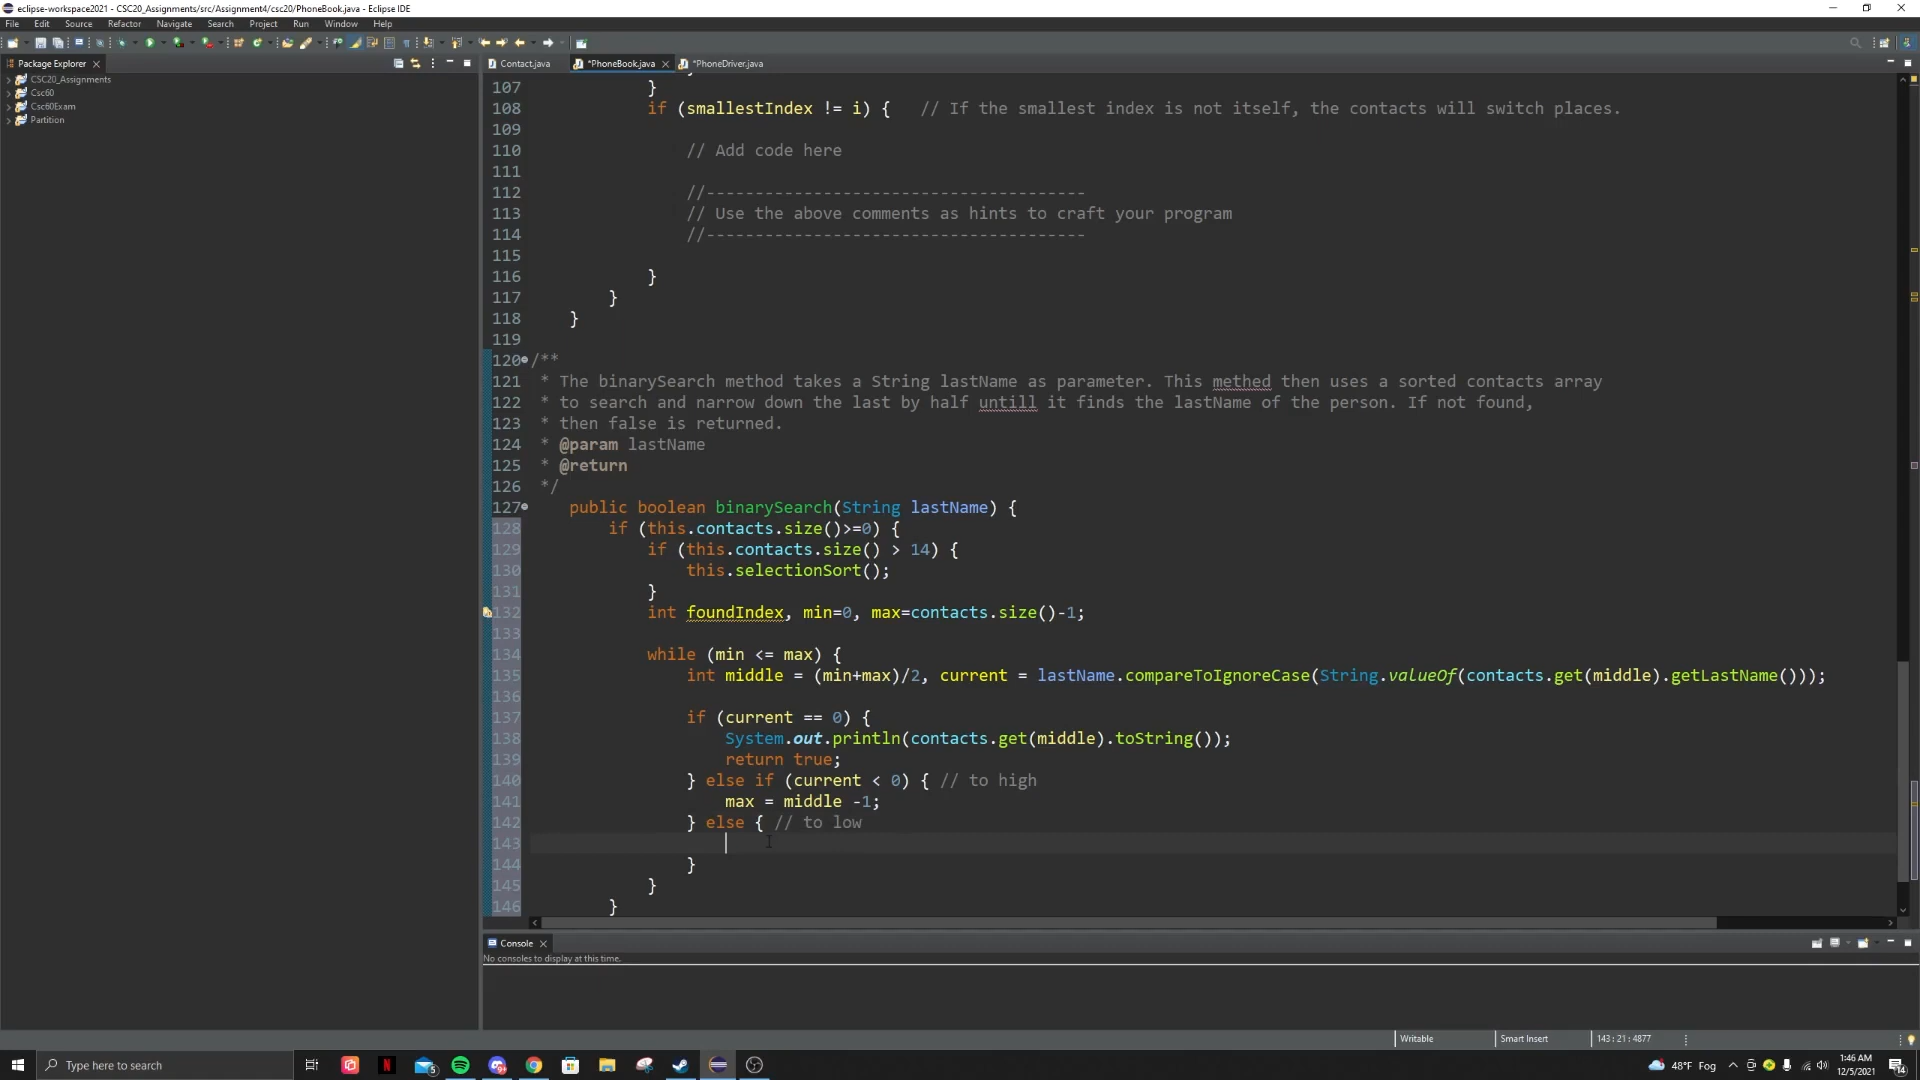 eclipse-workspace2021 - CSC20_Assignments/src/Assignment4/csc20/PhoneBook.java - Eclipse IDE
File Edit Source Refactor Navigate Search Project Run Window Help
Package Explorer
CSC20_Assignments
Csc60
Csc60Exam
Partition
Contact.java *PhoneBook.java *PhoneDriver.java
107 }
108 if (smallestIndex != i) { // If the smallest index is not itself, the contacts will switch places.
109
110 // Add code here
111
112 //---------------------------------------
113 // Use the above comments as hints to craft your program
114 //---------------------------------------
115
116 }
117 }
118 }
119
120 /**
121 * The binarySearch method takes a String lastName as parameter. This methed then uses a sorted contacts array
122 * to search and narrow down the last by half untill it finds the lastName of the person. If not found,
123 * then false is returned.
124 * @param lastName
125 * @return
126 */
127 public boolean binarySearch(String lastName) {
128 if (this.contacts.size()>=0) {
129 if (this.contacts.size() > 14) {
130 this.selectionSort();
131 }
132 int foundIndex, min=0, max=contacts.size()-1;
133
134 while (min <= max) {
135 int middle = (min+max)/2, current = lastName.compareToIgnoreCase(String.valueOf(contacts.get(middle).getLastName()));
136
137 if (current == 0) {
138 System.out.println(contacts.get(middle).toString());
139 return true;
140 } else if (current < 0) { // to high
141 max = middle -1;
142 } else { // to low
143
144 }
145 }
146 }
Console
No consoles to display at this time.
Writable Smart Insert 143 : 21 : 4877
Type here to search
48°F Fog
1:46 AM
12/5/2021